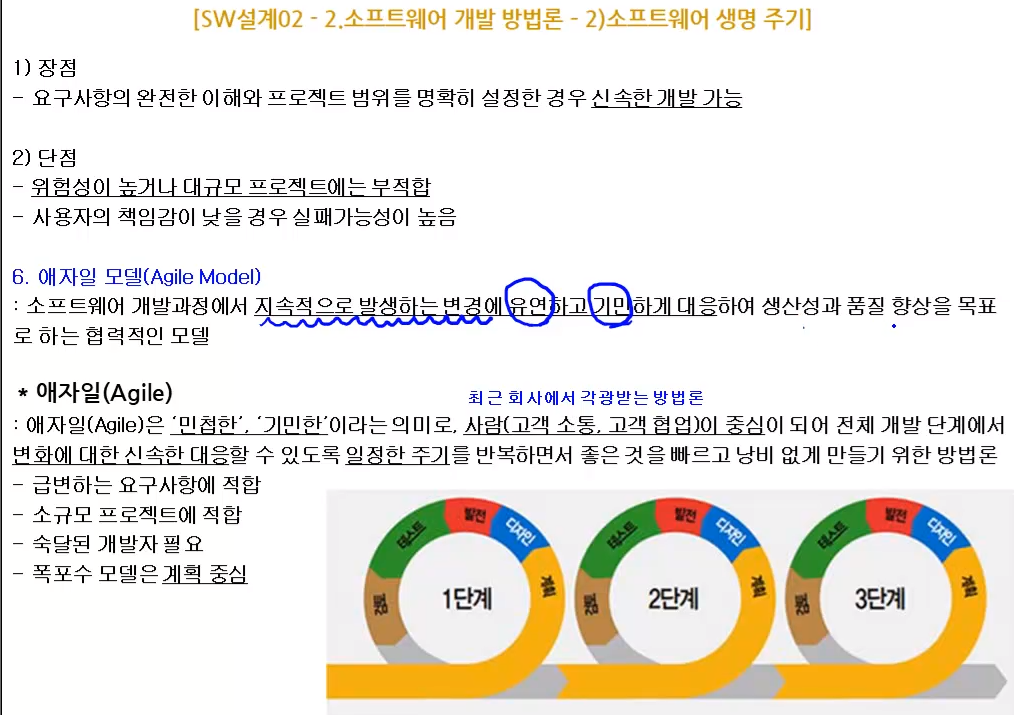 [SW설계02 - 2.소프트웨어 개발 방법론 - 2)소프트웨어 생명 주기]
1) 장점
- 요구사항의 완전한 이해와 프로젝트 범위를 명확히 설정한 경우 신속한 개발 가능
2) 단점
- 위험성이 높거나 대규모 프로젝트에는 부적합
- 사용자의 책임감이 낮을 경우 실패가능성이 높음
6. 애자일 모델(Agile Model)
: 소프트웨어 개발과정에서 지속적으로 발생하는 변경에 유연하고 기민하게 대응하여 생산성과 품질 향상을 목표
로 하는 협력적인 모델
* 애자일(Agile)
최근 회사에서 각광받는 방법론
: 애자일(Agile)은 ‘민첩한’, ‘기민한’이라는 의미로, 사람(고객 소통, 고객 협업)이 중심이 되어 전체 개발 단계에서
변화에 대한 신속한 대응할 수 있도록 일정한 주기를 반복하면서 좋은 것을 빠르고 낭비 없게 만들기 위한 방법론
- 급변하는 요구사항에 적합
- 소규모 프로젝트에 적합
- 숙달된 개발자 필요
- 폭포수 모델은 계획 중심
테스트 발전 디자인 계획 1단계
테스트 발전 디자인 계획 2단계
테스트 발전 디자인 계획 3단계